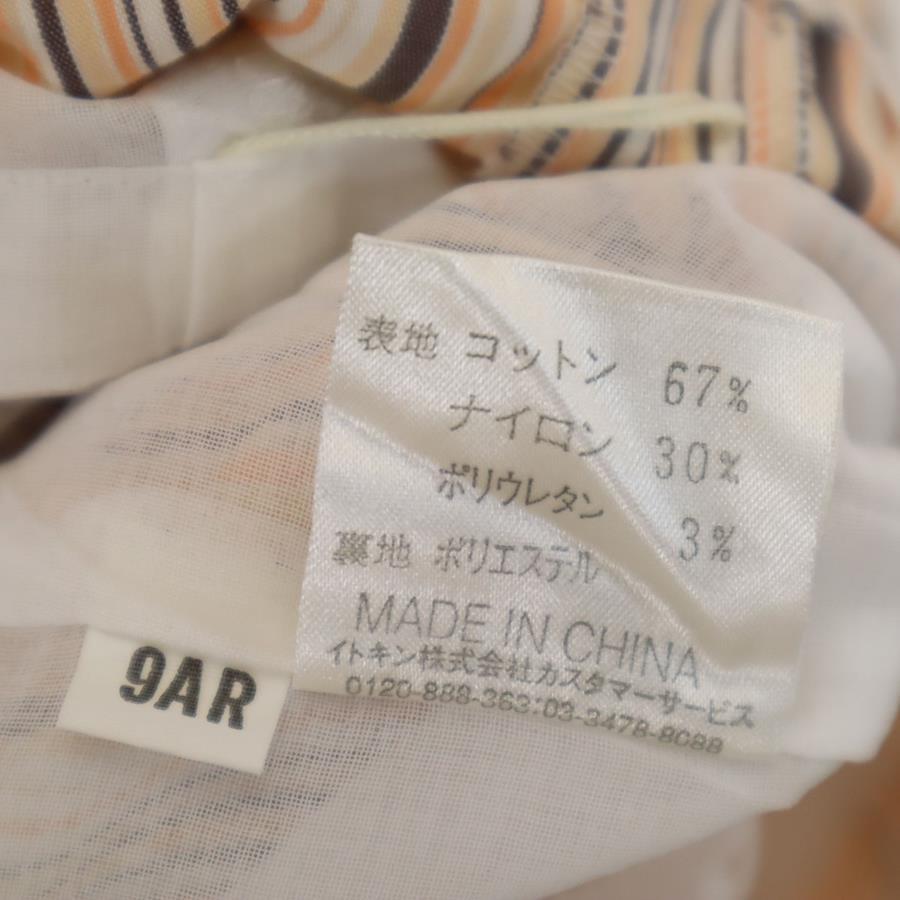 表地 コットン 67%
ナイロン 30%
ポリウレタン 3%
裏地 ポリエステル
MADE IN CHINA
イトキン株式会社カスタマーサービス
0120-888-363:03-3478-8088
9AR